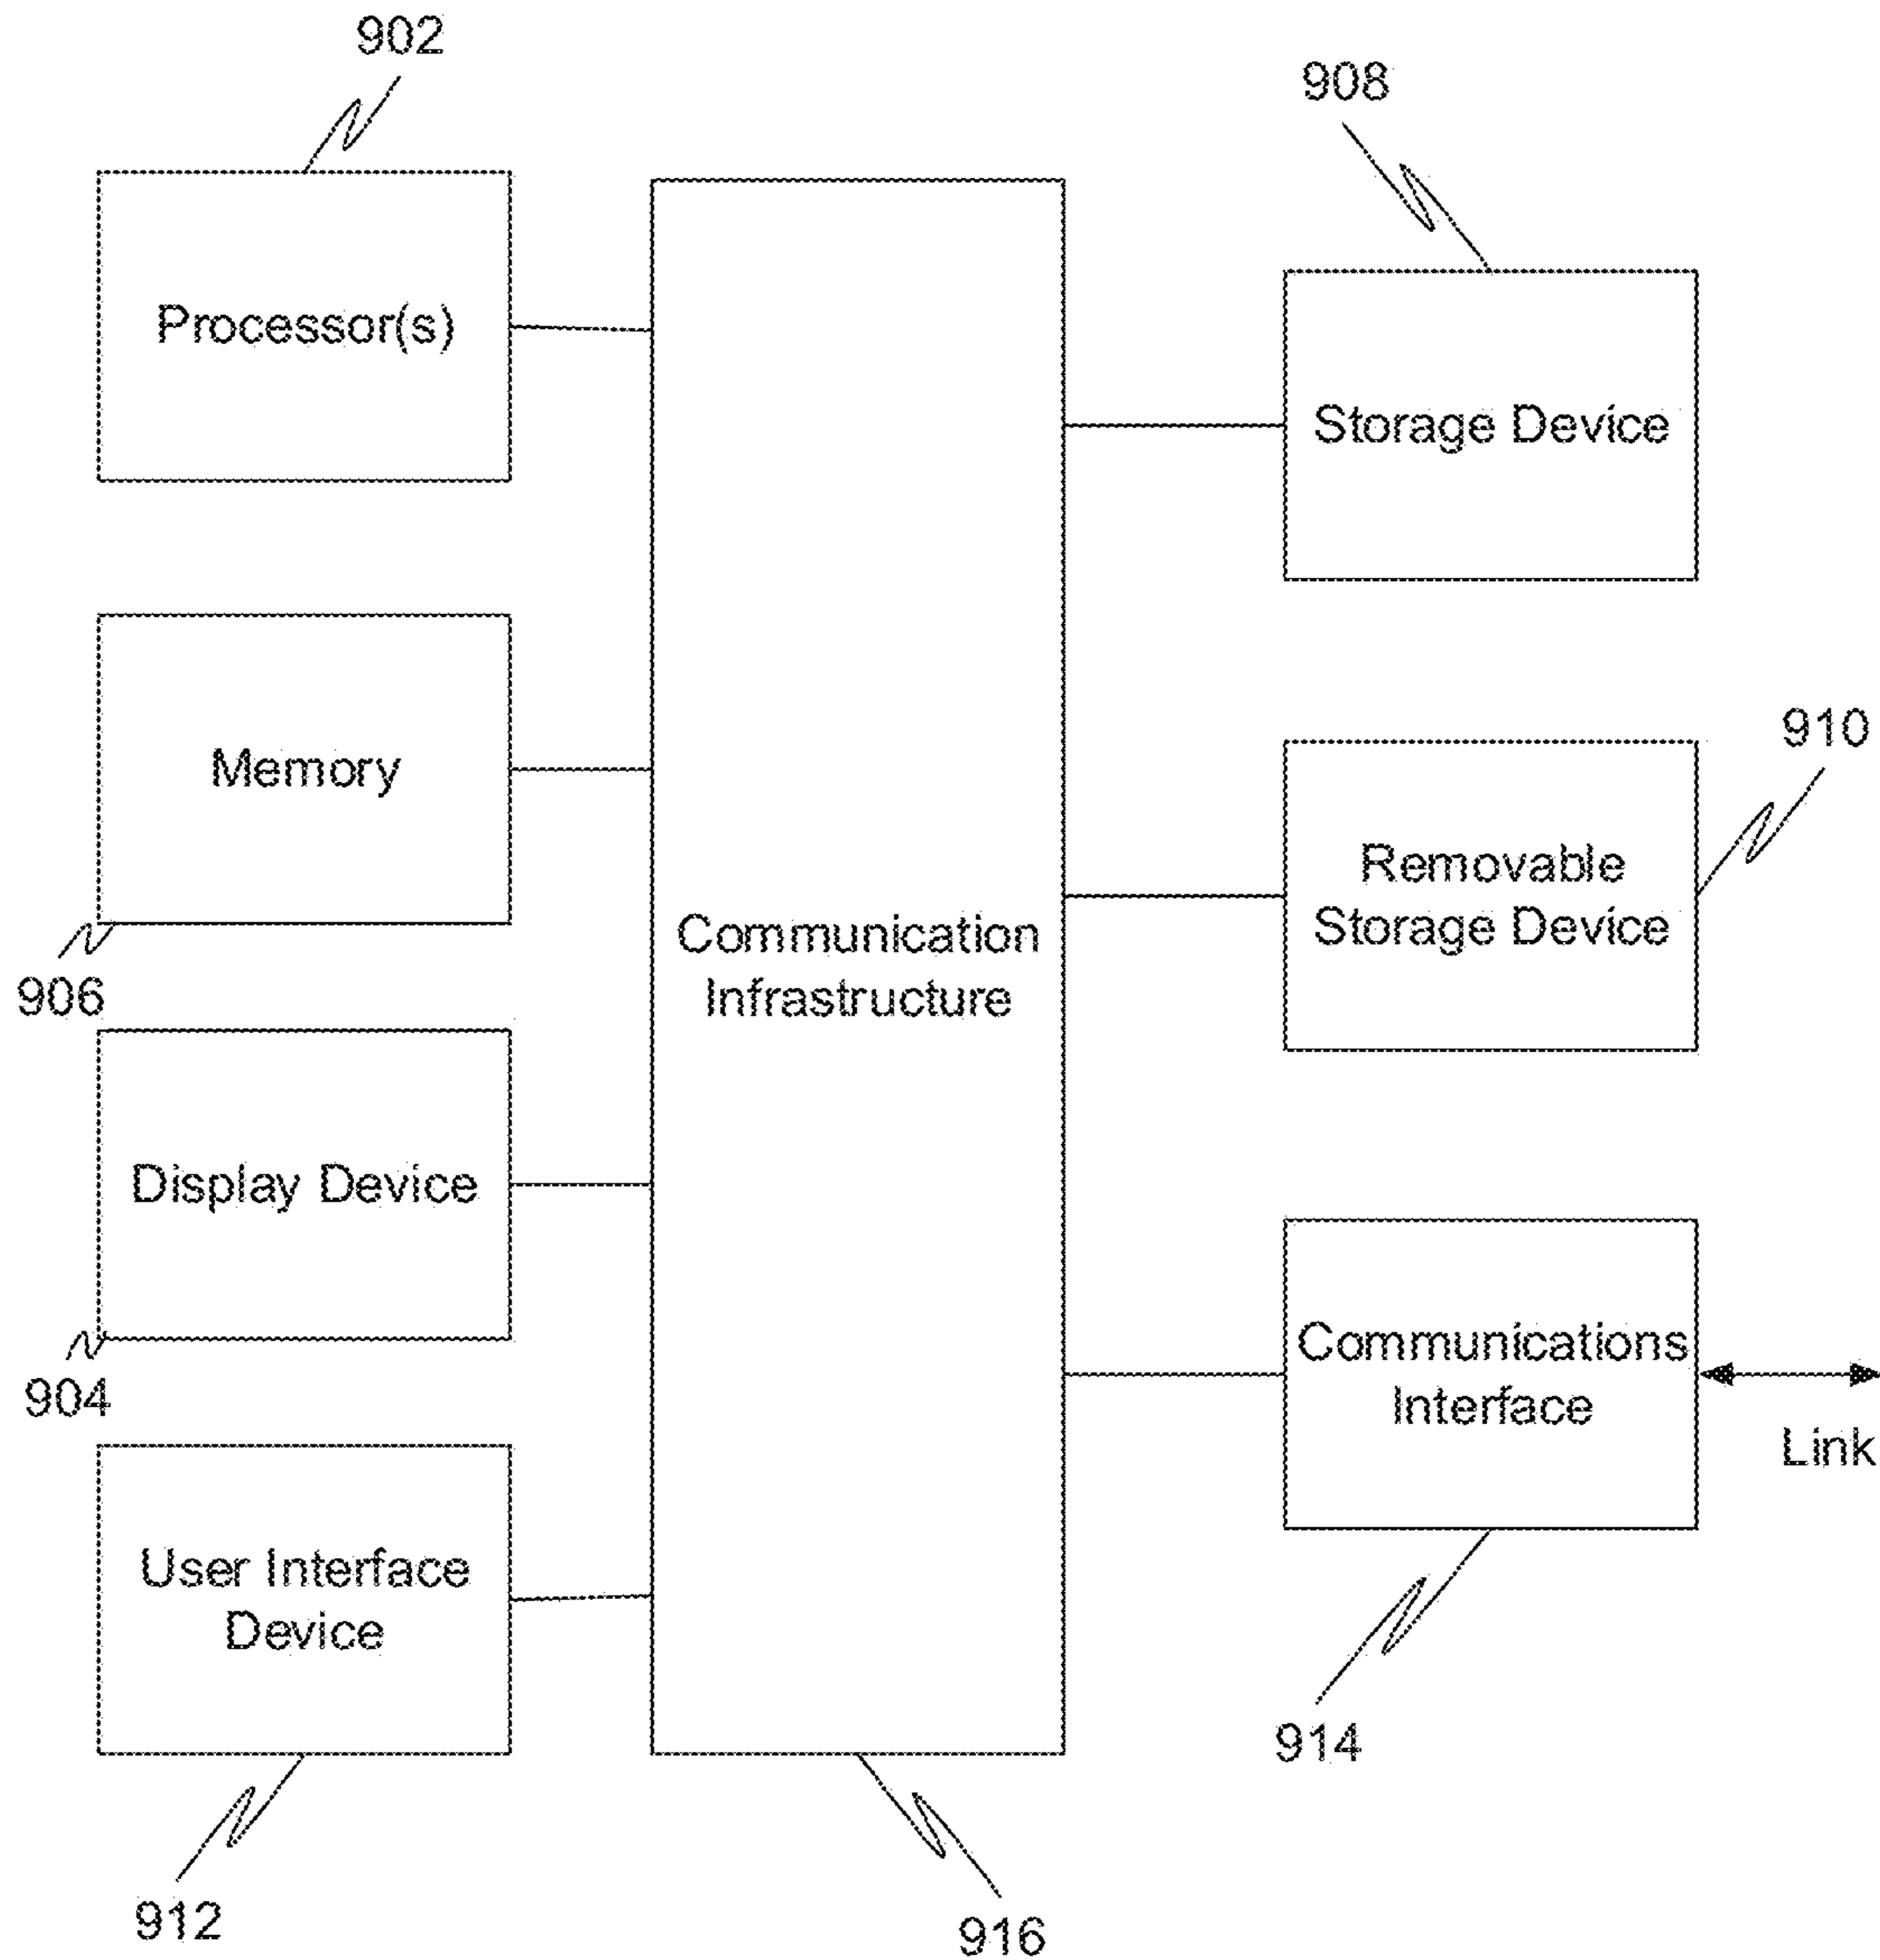 902
908
Processor(s)
Storage Device
910
Memory
Removable
Storage Device
Communication
Infrastructure
906
Display Device
Communications
Interface
904
Link
User Interface
Device
914
912
916